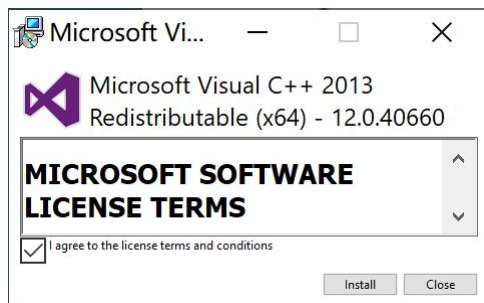 Microsoft Vi...
Microsoft Visual C++ 2013
Redistributable (x64) - 12.0.40660
MICROSOFT SOFTWARE
LICENSE TERMS
I agree to the license terms and conditions
Install Close